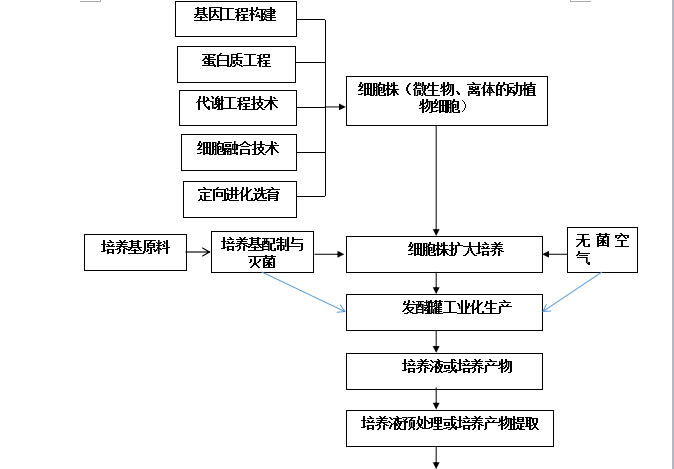 基因工程构建
蛋白质工程
代谢工程技术
细胞株（微生物、离体的动植
物细胞）
细胞融合技术
定向进化选育
培养基原料
培养基配制与
灭菌
细胞株扩大培养
无菌空
气
发酵罐工业化生产
培养液或培养产物
培养液预处理或培养产物提取